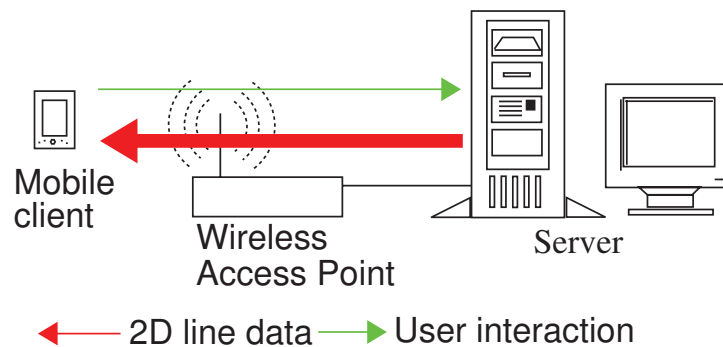 Mobile
client
Wireless
Access Point
Server
2D line data
User interaction